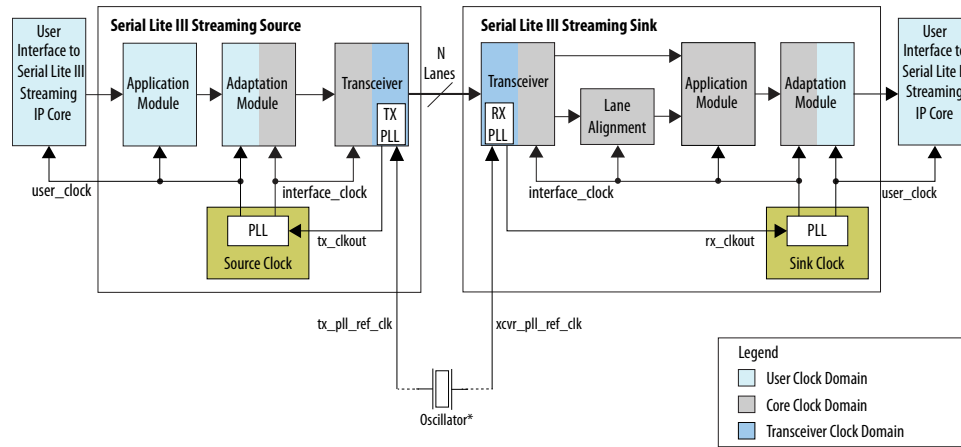 Serial Lite III Streaming Source
Serial Lite III Streaming Sink
User
Interface to
Serial Lite III
Streaming
IP Core
Application
Module
Adaptation
Module
Transceiver
TX
PLL
N
Lanes
Transceiver
RX
PLL
Lane
Alignment
Application
Module
Adaptation
Module
User
Interface to
Serial Lite I
Streaming
IP Core
user_clock
interface_clock
interface_clock
user_clock
PLL
Source Clock
tx_clkout
rx_clkout
PLL
Sink Clock
tx_pll_ref_clk
xcvr_pll_ref_clk
Oscillator*
Legend
User Clock Domain
Core Clock Domain
Transceiver Clock Domain